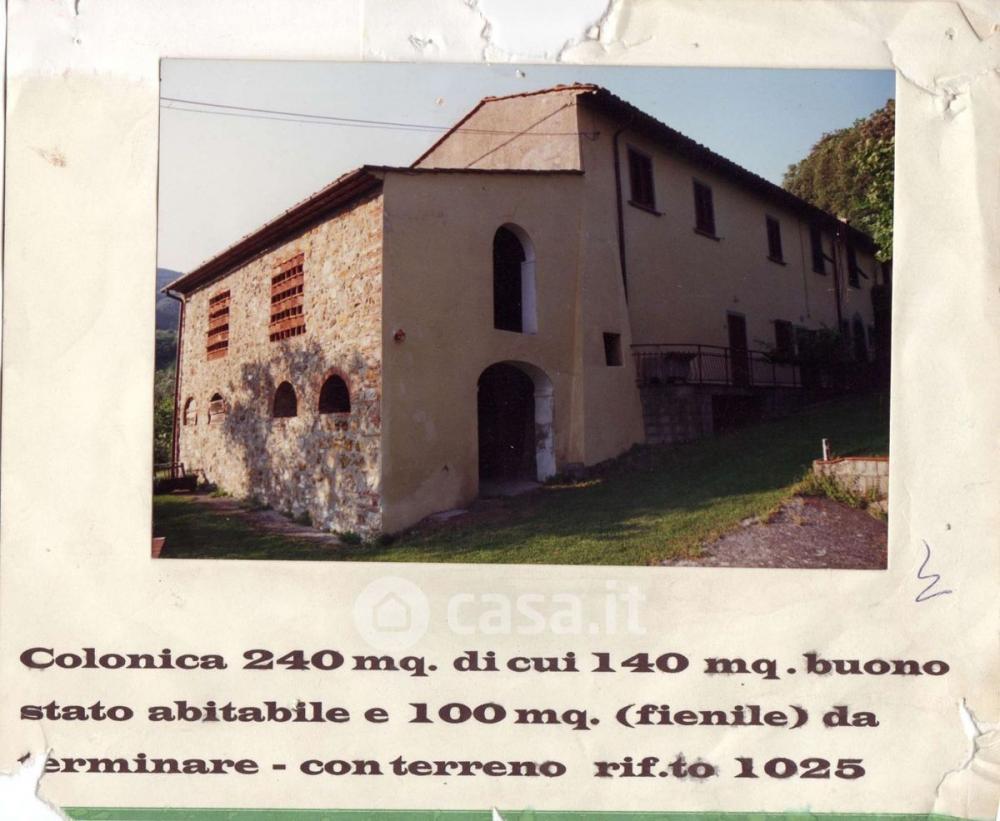 casa.it
Colonica 240 mq. di cui 140 mq. buono
stato abitabile e 100 mq. (fienile) da
terminare - con terreno rif.to 1025